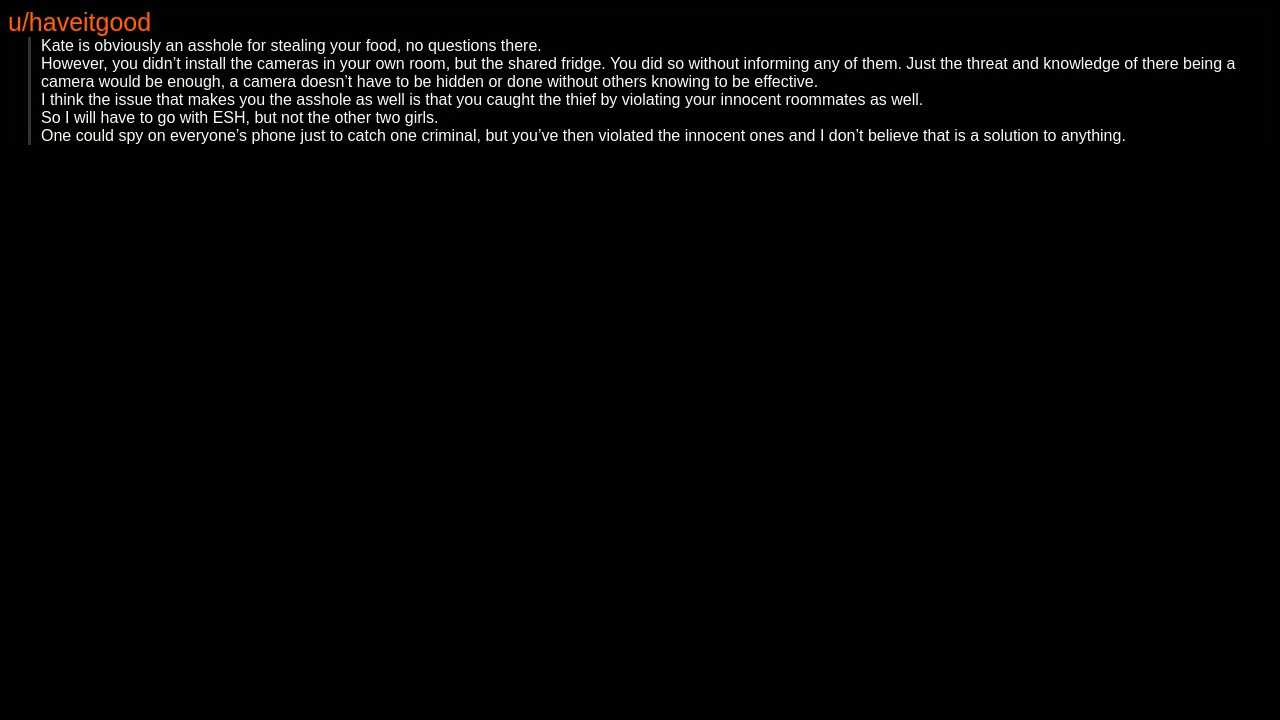 u/haveitgood
Kate is obviously an asshole for stealing your food, no questions there.
However, you didn’t install the cameras in your own room, but the shared fridge. You did so without informing any of them. Just the threat and knowledge of there being a
camera would be enough, a camera doesn’t have to be hidden or done without others knowing to be effective.
I think the issue that makes you the asshole as well is that you caught the thief by violating your innocent roommates as well.
So I will have to go with ESH, but not the other two girls.
One could spy on everyone’s phone just to catch one criminal, but you’ve then violated the innocent ones and I don’t believe that is a solution to anything.